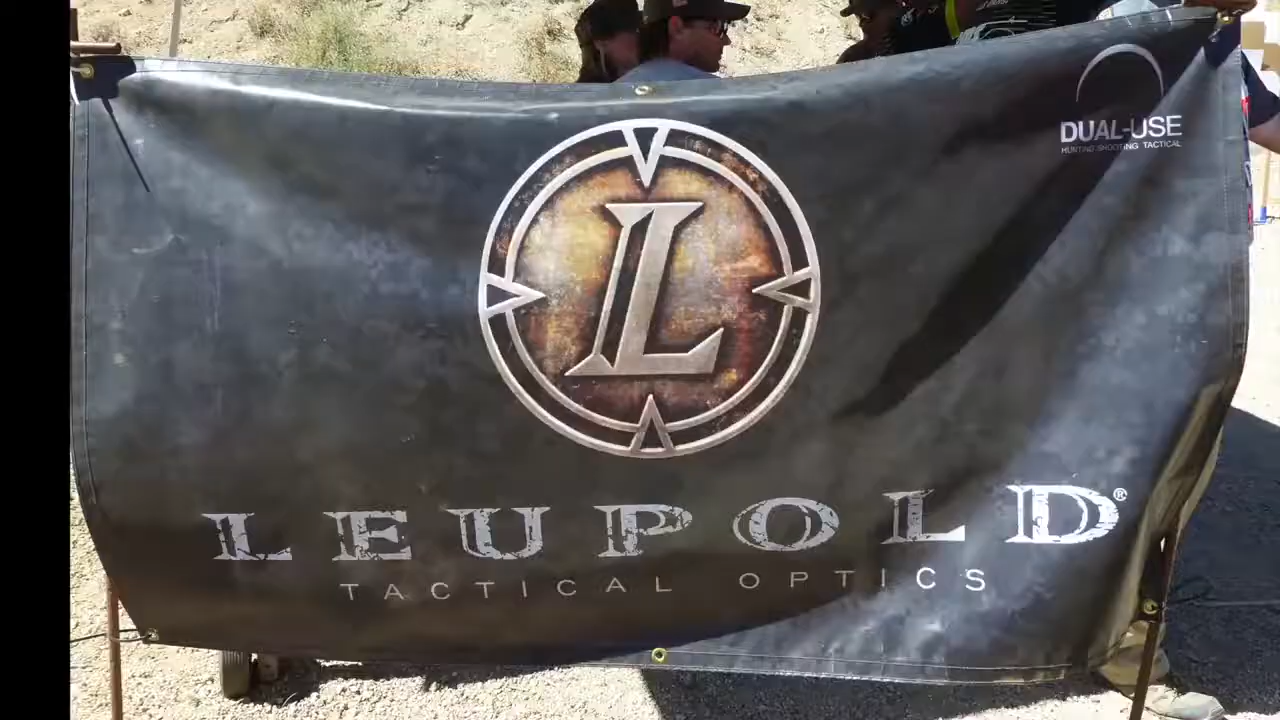 DUAL-USE
HUNTING SHOOTING TACTICAL
L
LEUPOLD®
TACTICAL OPTICS